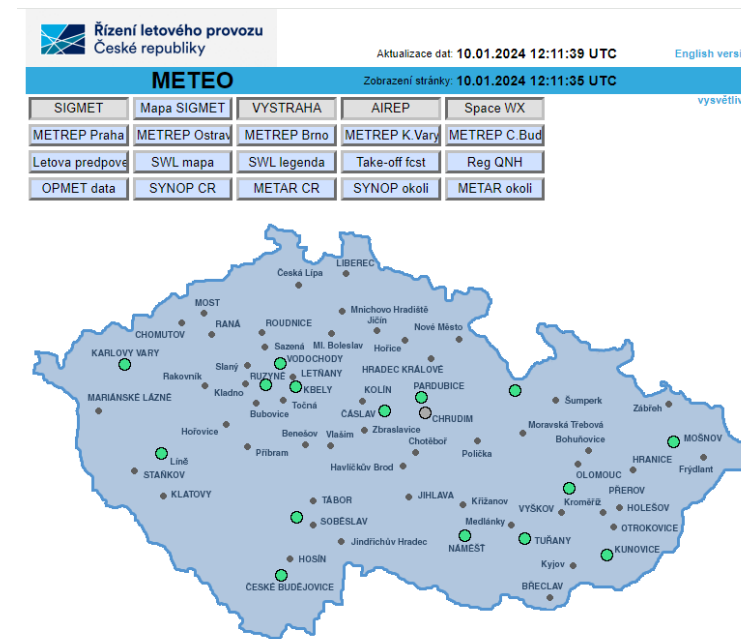 Řízení letového provozu
České republiky
Aktualizace dat: 10.01.2024 12:11:39 UTC
English versi
METEO
Zobrazení stránky: 10.01.2024 12:11:35 UTC
vysvětliv
SIGMET Mapa SIGMET VYSTRAHA AIREP Space WX
METREP Praha METREP Ostrav METREP Brno METREP K.Vary METREP C.Bud
Letova predpove SWL mapa SWL legenda Take-off fcst Reg QNH
OPMET data SYNOP CR METAR CR SYNOP okoli METAR okoli
LIBEREC
Česká Lípa
MOST
Mnichovo Hradiště
CHOMUTOV
RANÁ
ROUDNICE
Jičín
Nové Město
Sazená
Ml. Boleslav
Hořice
KARLOVY VARY
VODOCHODY
Slaný
HRADEC KRÁLOVÉ
Rakovník
RUZYNĚ
LETŇANY
Kladno
KBELY
KOLÍN
PARDUBICE
MARIÁNSKÉ LÁZNĚ
Bubovice
Točná
ČÁSLAV
CHRUDIM
Šumperk
Zábřeh
Hořovice
Zbraslavice
Moravská Třebová
Benešov
Vlašim
Chotěboř
Bohuňovice
MOŠNOV
Příbram
Polička
Líně
Havlíčkův Brod
HRANICE
Frýdlant
STAŇKOV
OLOMOUC
KLATOVY
PŘEROV
TÁBOR
JIHLAVA
Křižanov
VYŠKOV
Kroměříž
HOLEŠOV
SOBĚSLAV
Medlánky
OTROKOVICE
Jindřichův Hradec
NÁMĚŠŤ
TUŘANY
KUNOVICE
HOSÍN
Kyjov
ČESKÉ BUDĚJOVICE
BŘECLAV